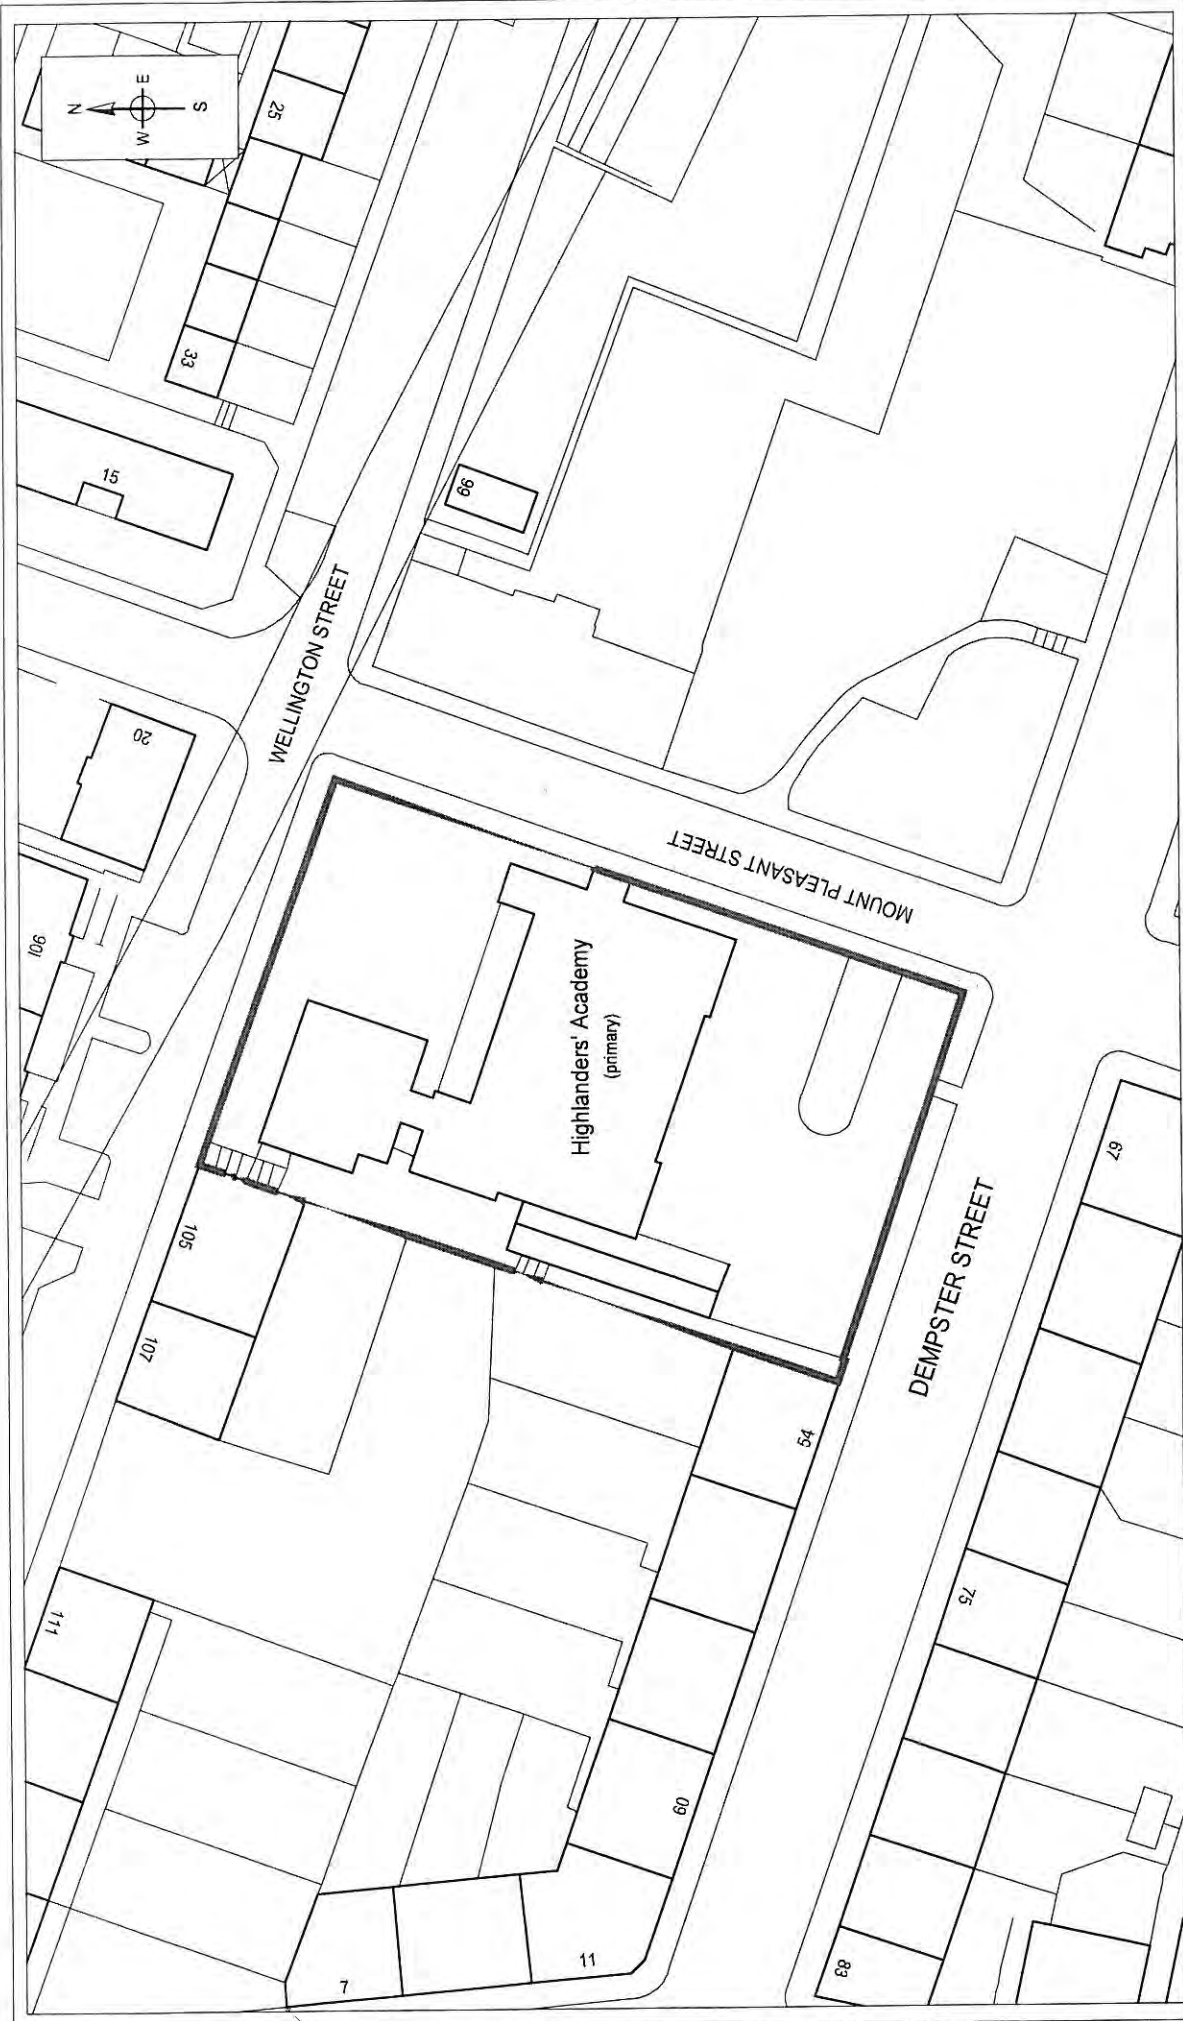 N
W E
S
25
33
15
99
WELLINGTON STREET
20
106
MOUNT PLEASANT STREET
Highlanders' Academy
(primary)
105
107
67
DEMPSTER STREET
54
111
75
60
7
11
83